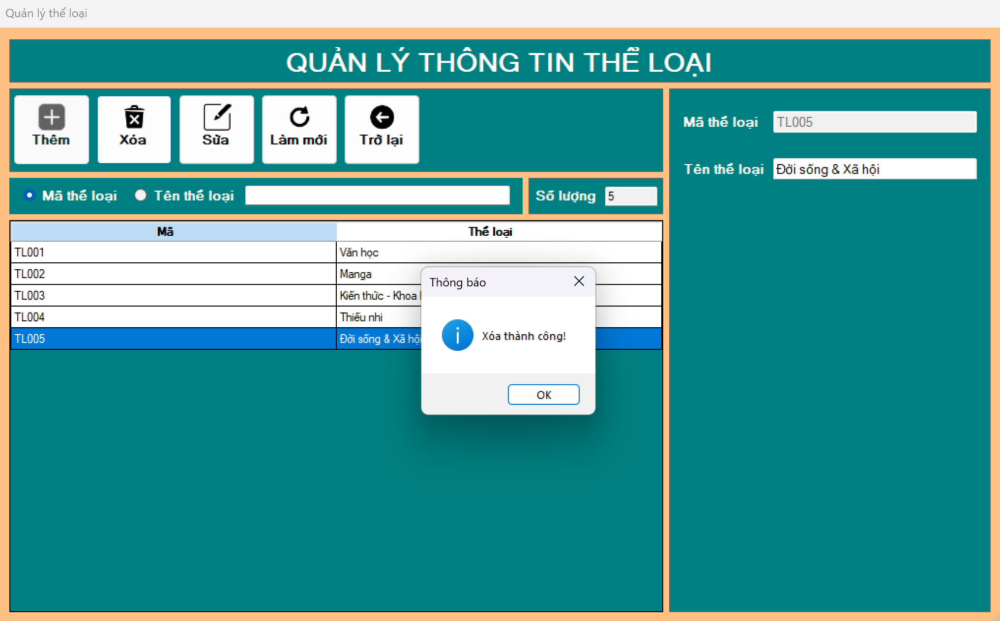 Quản lý thể loại
QUẢN LÝ THÔNG TIN THỂ LOẠI
Thêm
Xóa
Sửa
Làm mới
Trở lại
Mã thể loại
TL005
Tên thể loại
Đời sống & Xã hội
Mã thể loại
Tên thể loại
Số lượng
5
Mã Thể loại
TL001 Văn học
TL002 Manga
TL003 Kiến thức - Khoa
TL004 Thiếu nhi
TL005 Đời sống & Xã hội
Thông báo
Xóa thành công!
OK